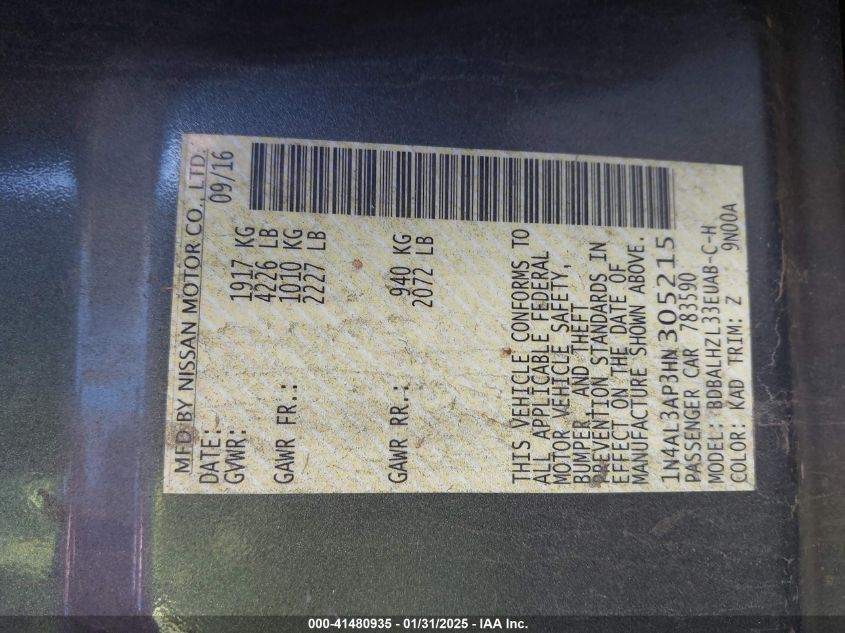 MFD BY NISSAN MOTOR CO., LTD.
DATE: 09/16
GVWR: 1917 KG
4226 LB
GAWR FR.: 1010 KG
2227 LB
GAWR RR.: 940 KG
2072 LB
THIS VEHICLE CONFORMS TO
ALL APPLICABLE FEDERAL
MOTOR VEHICLE SAFETY,
BUMPER AND THEFT
PREVENTION STANDARDS IN
EFFECT ON THE DATE OF
MANUFACTURE SHOWN ABOVE.
1N4AL3AP3HN305215
PASSENGER CAR 783590
MODEL: BDBALHZL33EUAB-C-H
COLOR: KAD TRIM: Z 9N00A
000-41480935 - 01/31/2025 - IAA Inc.